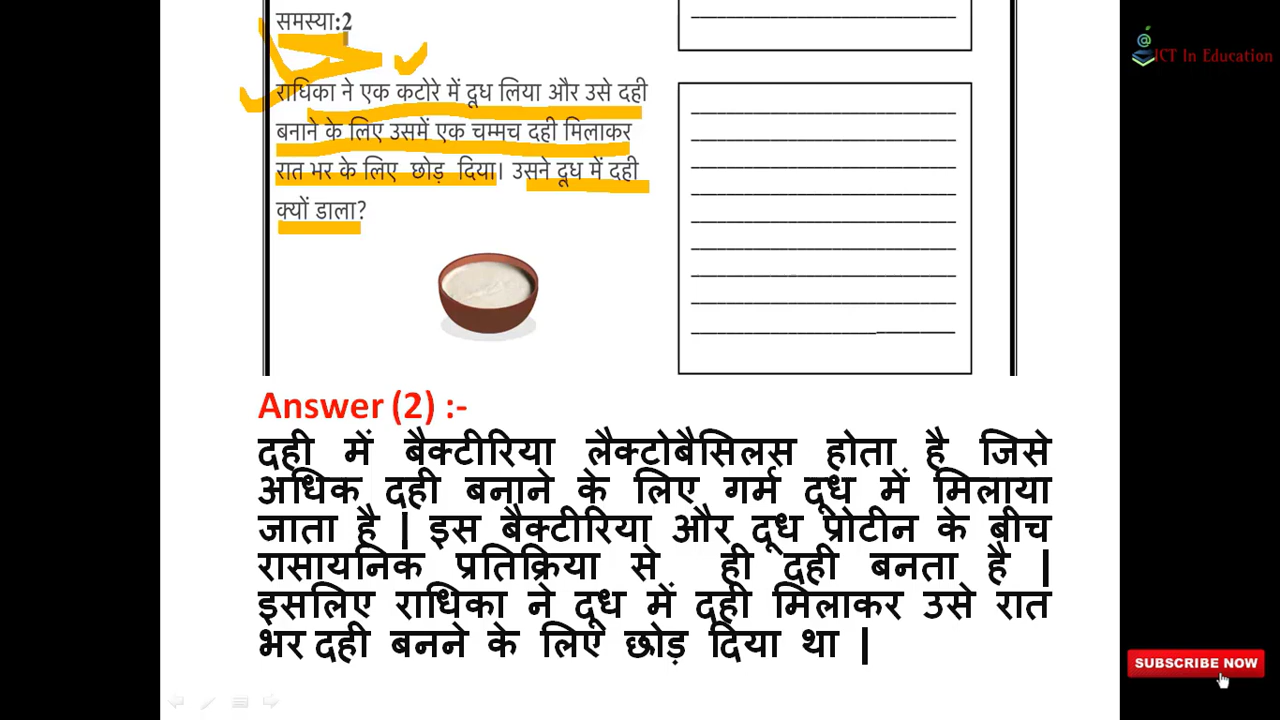 समस्या:2
राधिका ने एक कटोरे में दूध लिया और उसे दही
बनाने के लिए उसमें एक चम्मच दही मिलाकर
रात भर के लिए छोड़ दिया। उसने दूध में दही
क्यों डाला?
@
ICT In Education
Answer (2) :-
दही में बैक्टीरिया लैक्टोबैसिलस होता है जिसे
अधिक दही बनाने के लिए गर्म दूध में मिलाया
जाता है | इस बैक्टीरिया और दूध प्रोटीन के बीच
रासायनिक प्रतिक्रिया से ही दही बनता है |
इसलिए राधिका ने दूध में दही मिलाकर उसे रात
भर दही बनने के लिए छोड़ दिया था |
SUBSCRIBE NOW